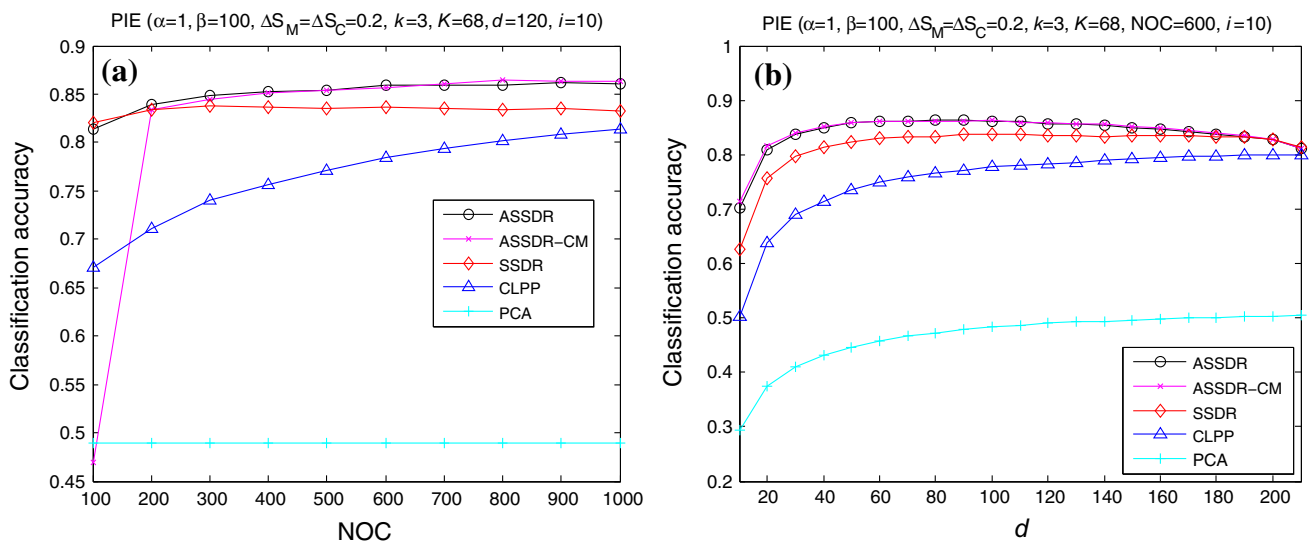 PIE (α=1, β=100, ΔS_M=ΔS_C=0.2, k=3, K=68, d=120, i=10)
(a)
Classification accuracy
0.9
0.85
0.8
0.75
0.7
0.65
0.6
0.55
0.5
0.45
100 200 300 400 500 600 700 800 900 1000
NOC
ASSDR
ASSDR-CM
SSDR
CLPP
PCA
PIE (α=1, β=100, ΔS_M=ΔS_C=0.2, k=3, K=68, NOC=600, i=10)
(b)
Classification accuracy
1
0.9
0.8
0.7
0.6
0.5
0.4
0.3
0.2
20 40 60 80 100 120 140 160 180 200
d
ASSDR
ASSDR-CM
SSDR
CLPP
PCA